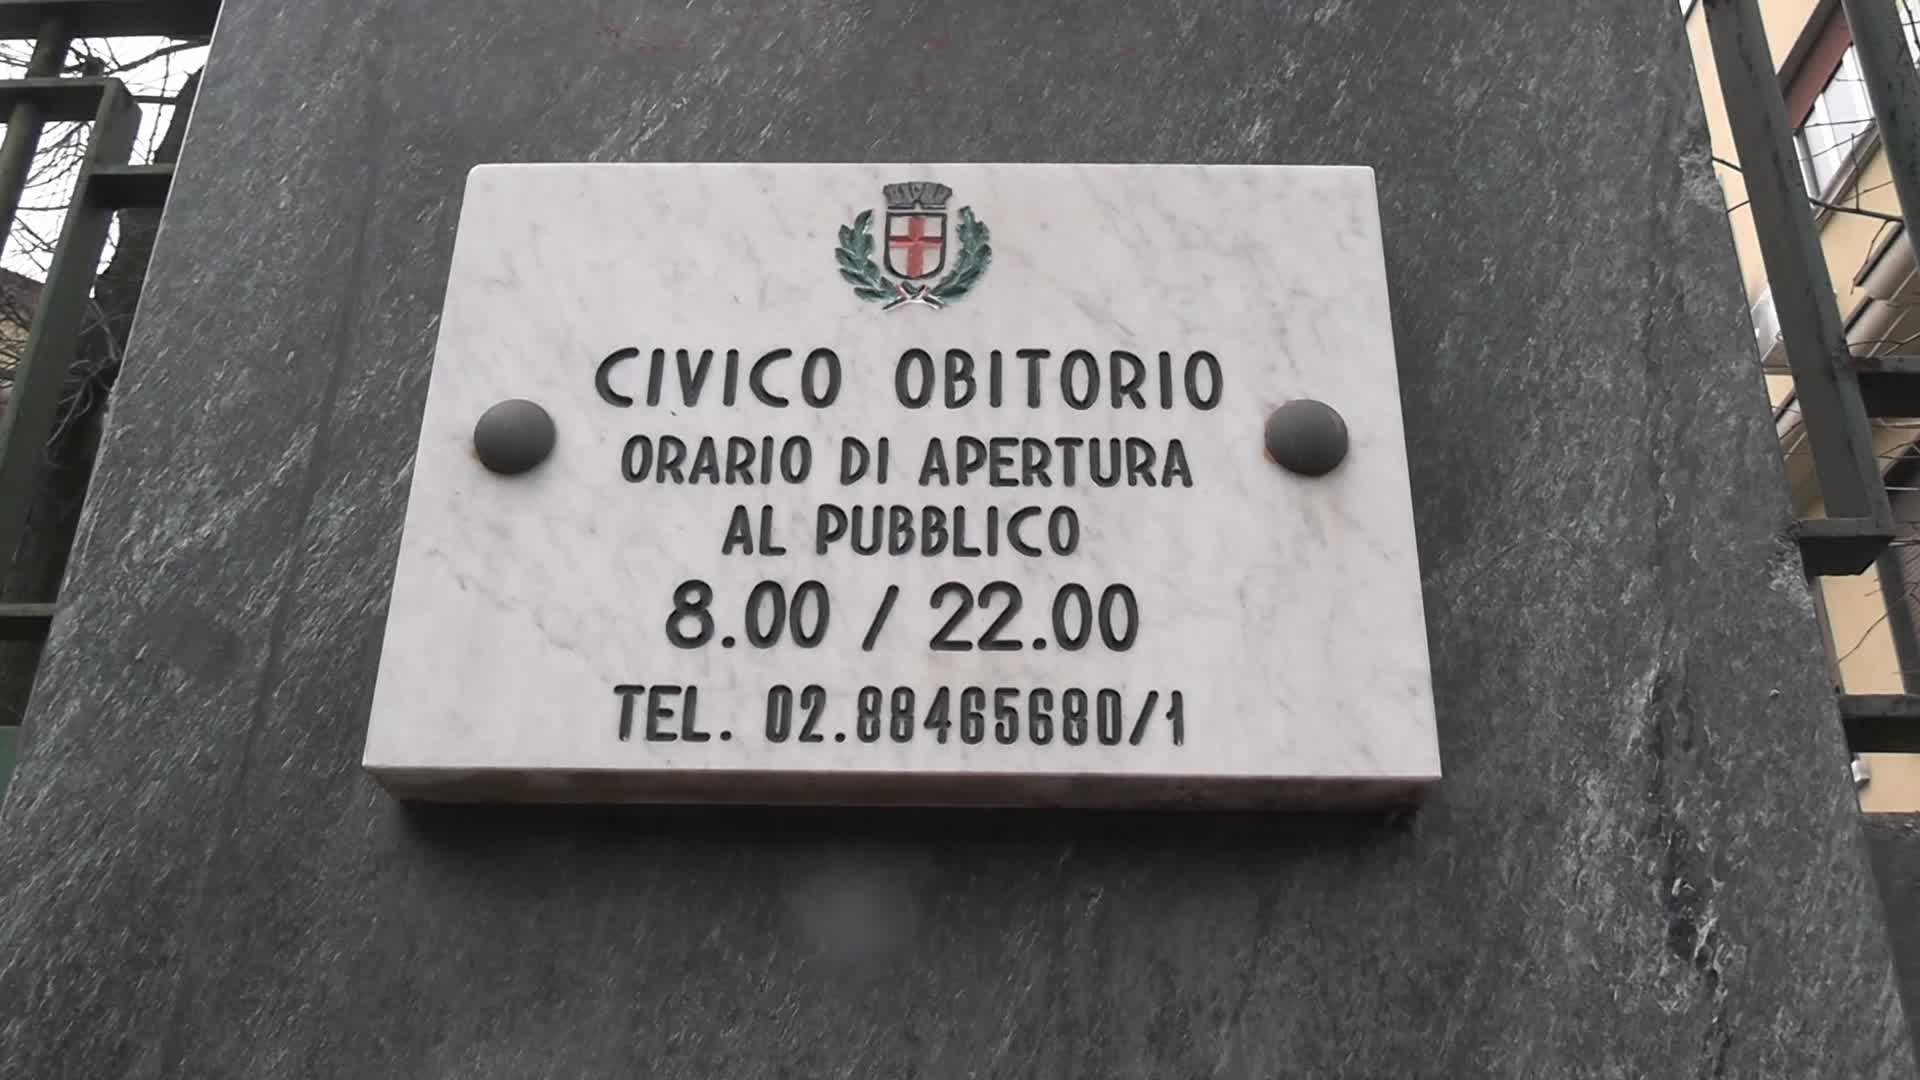 CIVICO OBITORIO
ORARIO DI APERTURA
AL PUBBLICO
8.00 / 22.00
TEL. 02.88465680/1